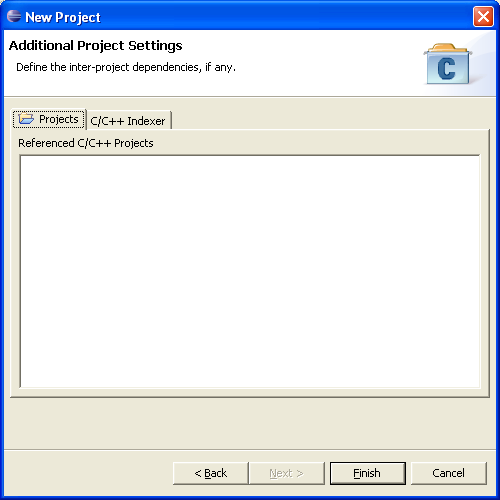 New Project
Additional Project Settings
Define the inter-project dependencies, if any.
C
Projects
C/C++ Indexer
Referenced C/C++ Projects
< Back
Next >
Finish
Cancel